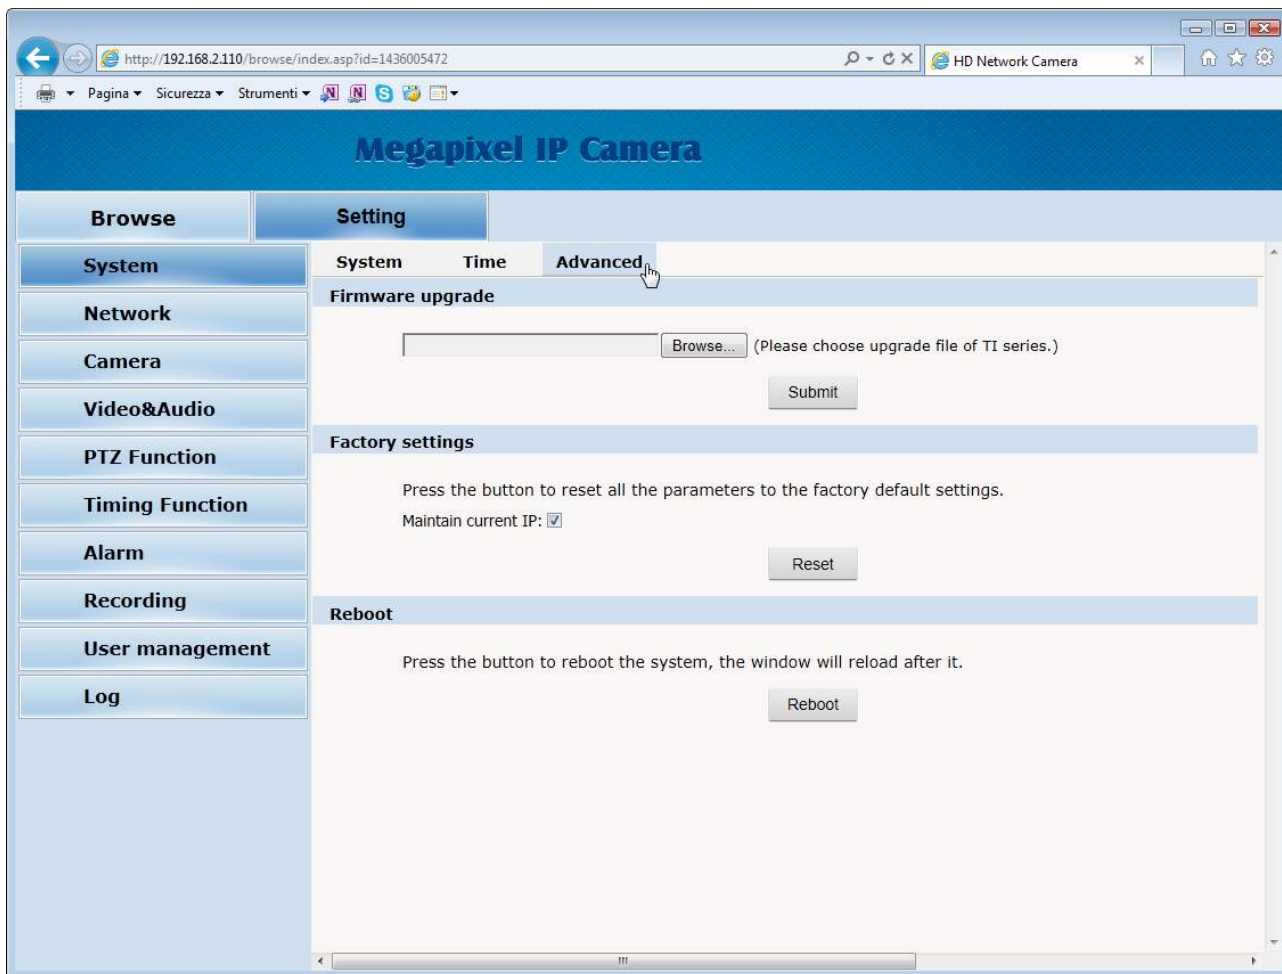 http://192.168.2.110/browse/index.asp?id=1436005472
HD Network Camera
Pagina Sicurezza Strumenti
Megapixel IP Camera
Browse Setting
System
Network
Camera
Video&Audio
PTZ Function
Timing Function
Alarm
Recording
User management
Log
System Time Advanced
Firmware upgrade
Browse... (Please choose upgrade file of TI series.)
Submit
Factory settings
Press the button to reset all the parameters to the factory default settings.
Maintain current IP:
Reset
Reboot
Press the button to reboot the system, the window will reload after it.
Reboot